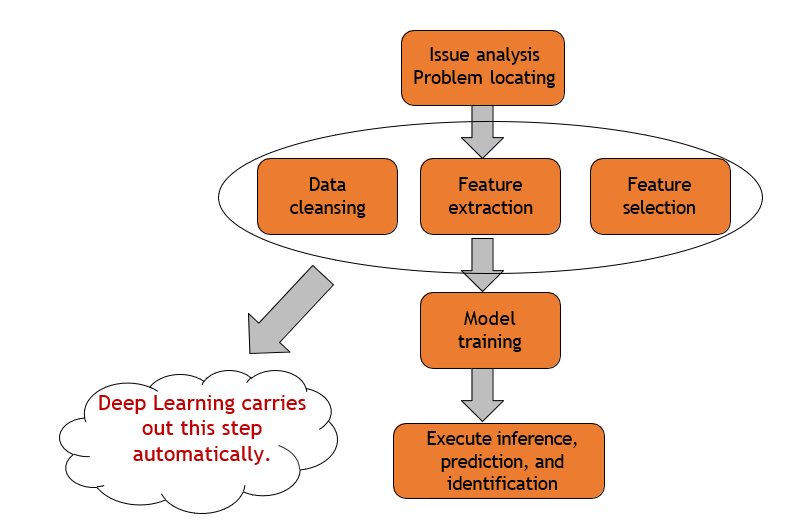 Issue analysis
Problem locating
Data
cleansing
Feature
extraction
Feature
selection
Model
training
Deep Learning carries
out this step
automatically.
Execute inference,
prediction, and
identification